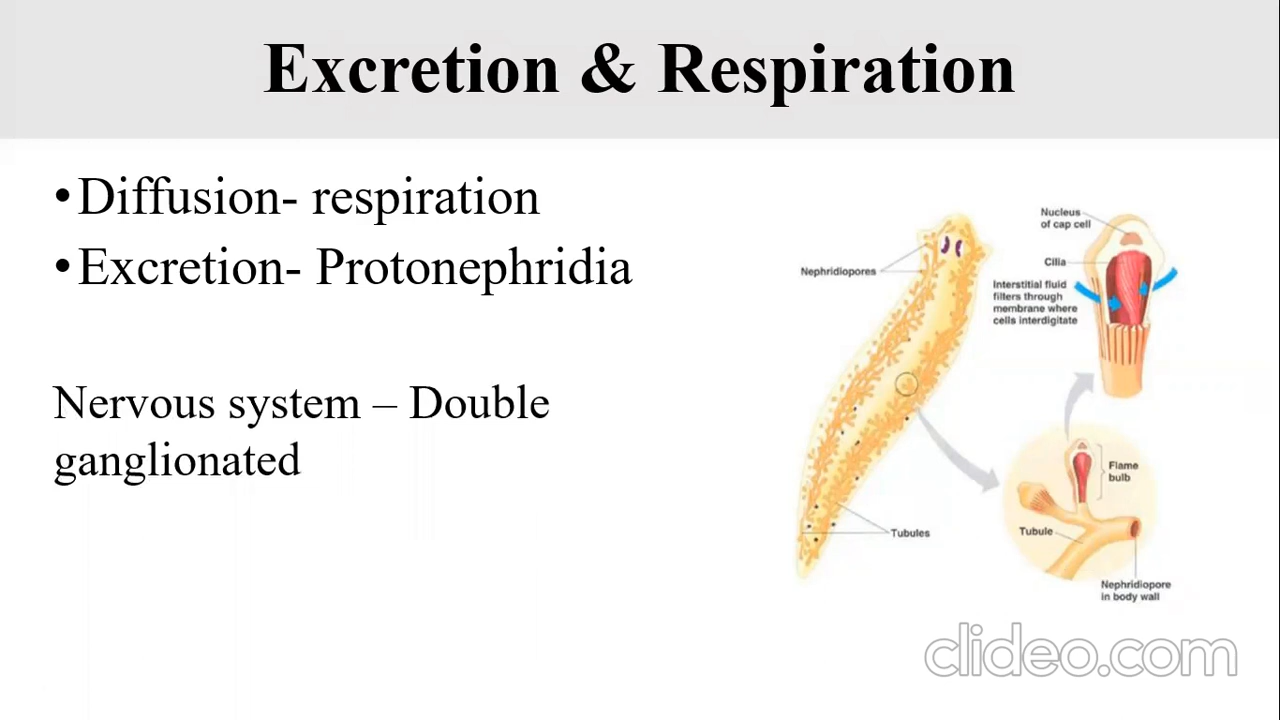 Excretion & Respiration
•Diffusion- respiration
•Excretion- Protonephridia
Nervous system – Double
ganglionated
Nephridiopores
Tubules
Nucleus
of cap cell
Cilia
Interstitial fluid
filters through
membrane where
cells interdigitate
Flame
bulb
Tubule
Nephridiopore
in body wall
clideo.com